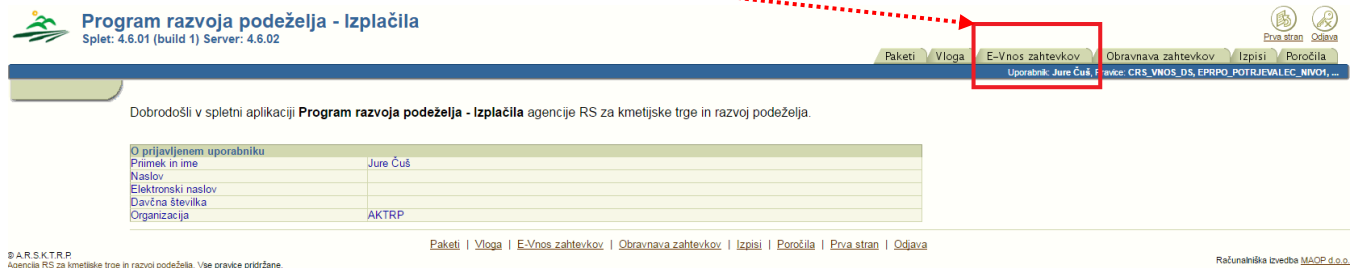 Program razvoja podeželja - Izplačila
Splet: 4.6.01 (build 1) Server: 4.6.02
Prva stran Odjava
Paketi Vloga E-Vnos zahtevkov Obravnava zahtevkov Izpisi Poročila
Uporabnik: Jure Čuš, Pravice: CRS_VNOS_DS, EPRPO_POTRJEVALEC_NIVO1, ...
Dobrodošli v spletni aplikaciji Program razvoja podeželja - Izplačila agencije RS za kmetijske trge in razvoj podeželja.
O prijavljenem uporabniku
Priimek in ime Jure Čuš
Naslov
Elektronski naslov
Davčna številka
Organizacija AKTRP
Paketi | Vloga | E-Vnos zahtevkov | Obravnava zahtevkov | Izpisi | Poročila | Prva stran | Odjava
© A.R.S.K.T.R.P.
Agencija RS za kmetijske trge in razvoj podeželja. Vse pravice pridržane.
Računalniška izvedba MAOP d.o.o.